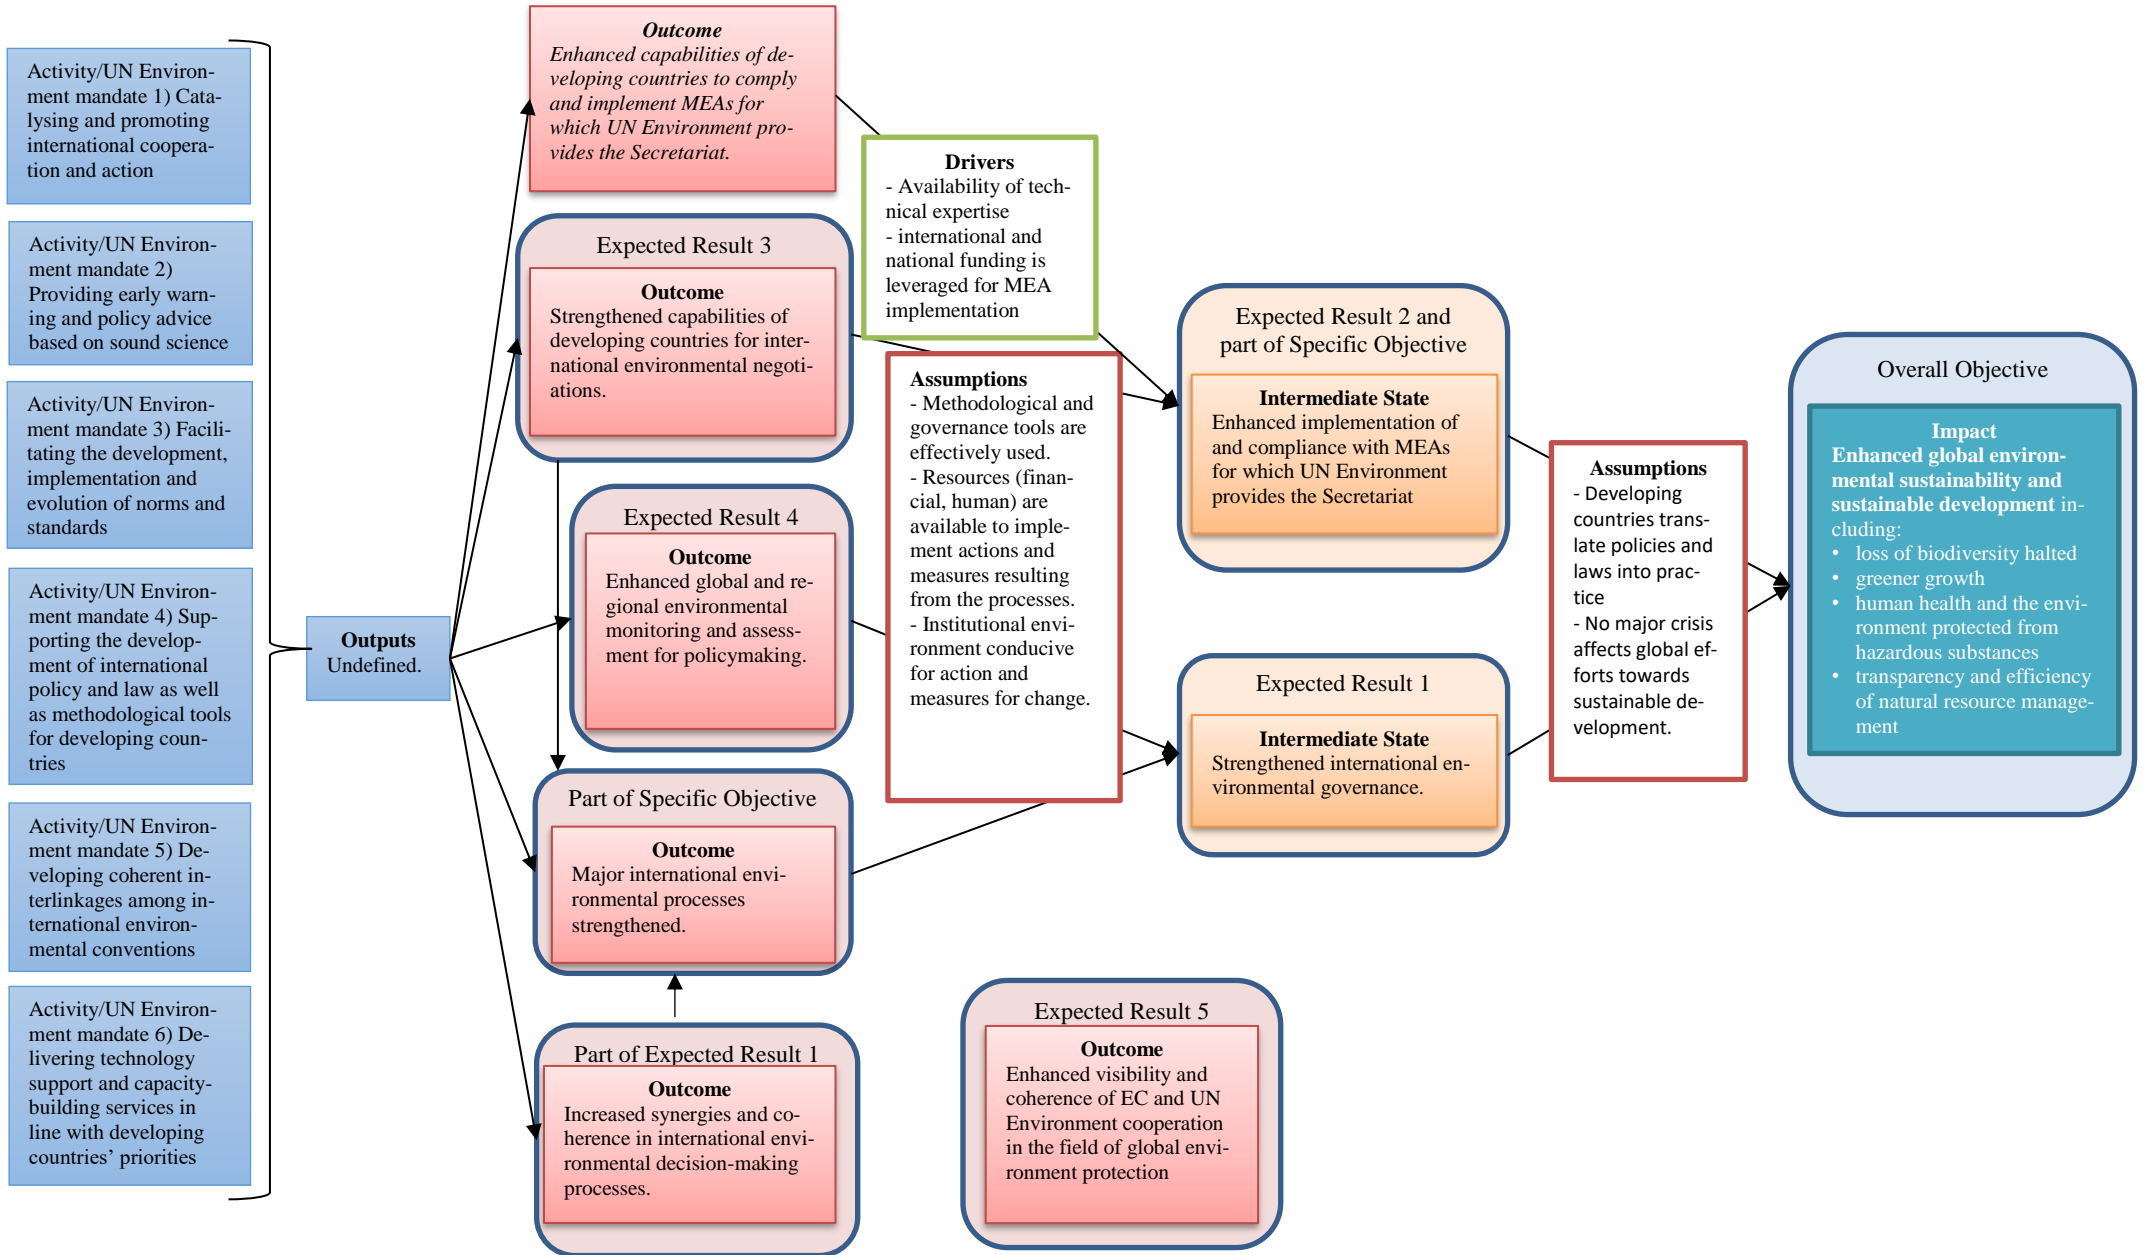 Activity/UN Environ-
ment mandate 1) Cata-
lysing and promoting
international coopera-
tion and action
Activity/UN Environ-
ment mandate 2)
Providing early warn-
ing and policy advice
based on sound science
Activity/UN Environ-
ment mandate 3) Facili-
tating the development,
implementation and
evolution of norms and
standards
Activity/UN Environ-
ment mandate 4) Sup-
porting the develop-
ment of international
policy and law as well
as methodological tools
for developing coun-
tries
Activity/UN Environ-
ment mandate 5) De-
veloping coherent in-
terlinkages among in-
ternational environ-
mental conventions
Activity/UN Environ-
ment mandate 6) De-
livering technology
support and capacity-
building services in
line with developing
countries’ priorities
Outputs
Undefined.
Outcome
Enhanced capabilities of de-
veloping countries to comply
and implement MEAs for
which UN Environment pro-
vides the Secretariat.
Expected Result 3
Outcome
Strengthened capabilities of
developing countries for inter-
national environmental negoti-
ations.
Expected Result 4
Outcome
Enhanced global and re-
gional environmental
monitoring and assess-
ment for policymaking.
Part of Specific Objective
Outcome
Major international envi-
ronmental processes
strengthened.
Part of Expected Result 1
Outcome
Increased synergies and co-
herence in international envi-
ronmental decision-making
processes.
Drivers
- Availability of tech-
nical expertise
- international and
national funding is
leveraged for MEA
implementation
Assumptions
- Methodological and
governance tools are
effectively used.
- Resources (finan-
cial, human) are
available to imple-
ment actions and
measures resulting
from the processes.
- Institutional envi-
ronment conducive
for action and
measures for change.
Expected Result 5
Outcome
Enhanced visibility and
coherence of EC and UN
Environment cooperation
in the field of global envi-
ronment protection
Expected Result 2 and
part of Specific Objective
Intermediate State
Enhanced implementation of
and compliance with MEAs
for which UN Environment
provides the Secretariat
Expected Result 1
Intermediate State
Strengthened international en-
vironmental governance.
Assumptions
- Developing
countries trans-
late policies and
laws into prac-
tice
- No major crisis
affects global ef-
forts towards
sustainable de-
velopment.
Overall Objective
Impact
Enhanced global environ-
mental sustainability and
sustainable development in-
cluding:
• loss of biodiversity halted
• greener growth
• human health and the envi-
ronment protected from
hazardous substances
• transparency and efficiency
of natural resource manage-
ment